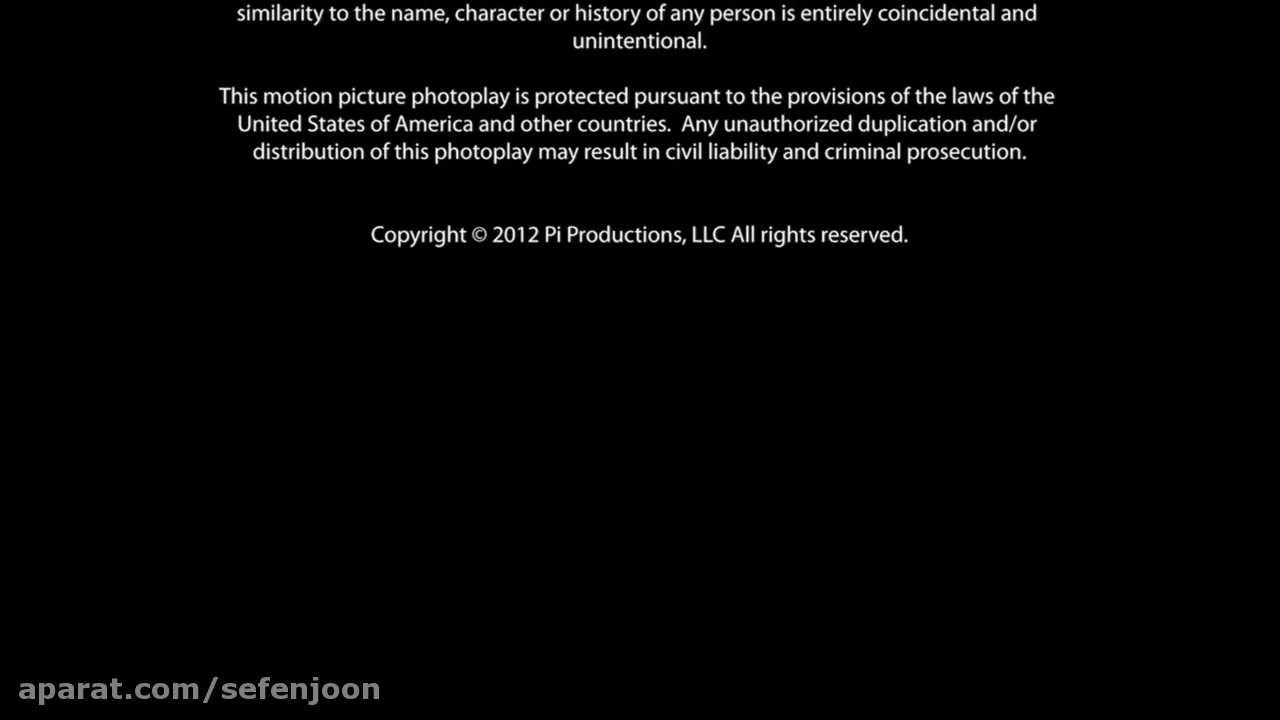 similarity to the name, character or history of any person is entirely coincidental and
unintentional.
This motion picture photoplay is protected pursuant to the provisions of the laws of the
United States of America and other countries.  Any unauthorized duplication and/or
distribution of this photoplay may result in civil liability and criminal prosecution.
Copyright © 2012 Pi Productions, LLC All rights reserved.
aparat.com/sefenjoon